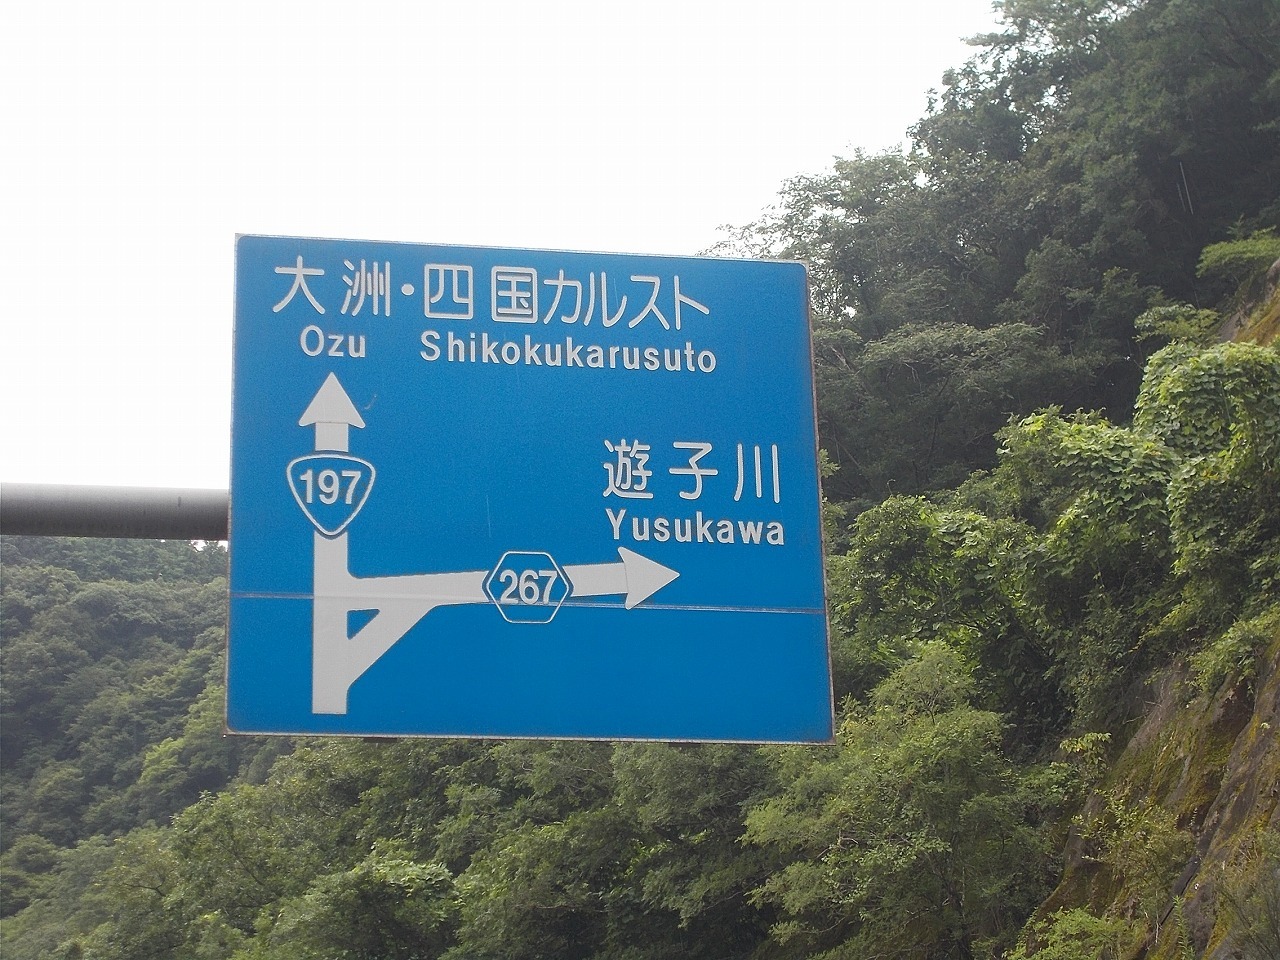 大洲・四国カルスト
Ozu Shikokukarusuto
197
遊子川
Yusukawa
267